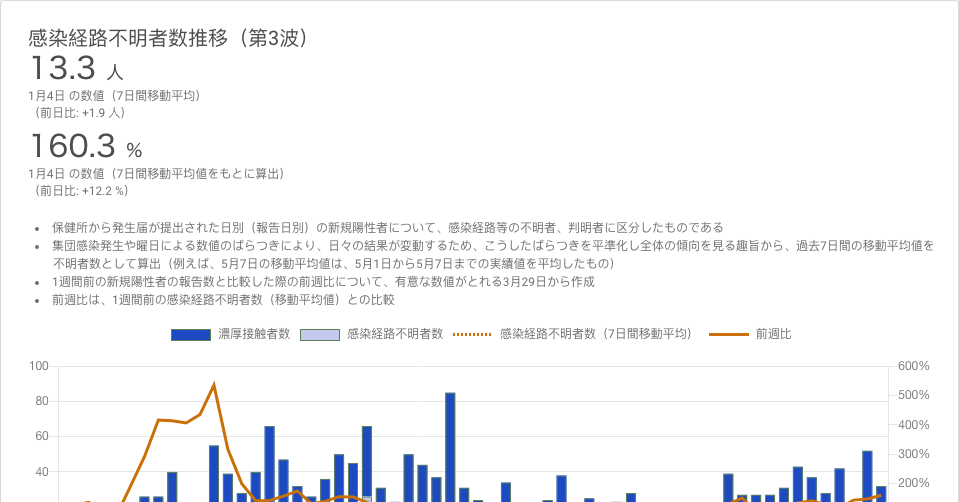 感染経路不明者数推移（第3波）
13.3 人
1月4日 の数値（7日間移動平均）
（前日比: +1.9 人）
160.3 %
1月4日 の数値（7日間移動平均値をもとに算出）
（前日比: +12.2 %）
保健所から発生届が提出された日別（報告日別）の新規陽性者について、感染経路等の不明者、判明者に区分したものである
集団感染発生や曜日による数値のばらつきにより、日々の結果が変動するため、こうしたばらつきを平準化し全体の傾向を見る趣旨から、過去7日間の移動平均値を
不明者数として算出（例えば、5月7日の移動平均値は、5月1日から5月7日までの実績値を平均したもの）
1週間前の新規陽性者の報告数と比較した際の前週比について、有意な数値がとれる3月29日から作成
前週比は、1週間前の感染経路不明者数（移動平均値）との比較
濃厚接触者数 感染経路不明者数 感染経路不明者数（7日間移動平均） 前週比
100 600%
500%
80
400%
60
300%
40
200%